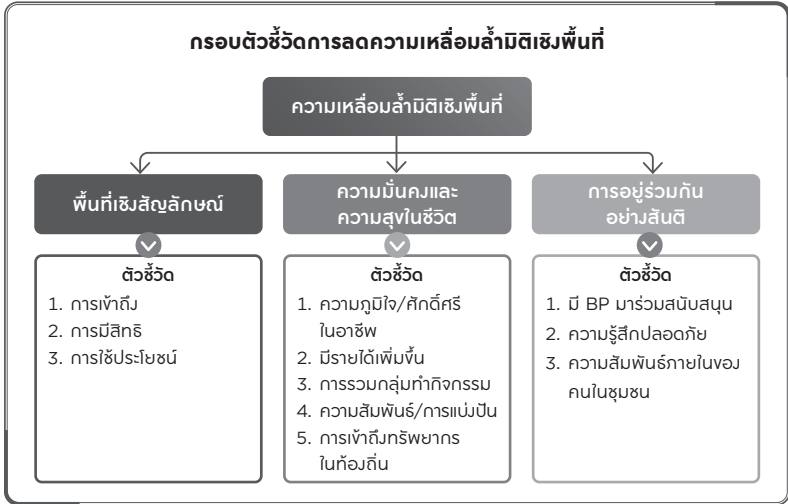 กรอบตัวชี้วัดการลดความเหลื่อมล้ำมิติเชิงพื้นที่
ความเหลื่อมล้ำมิติเชิงพื้นที่
พื้นที่เชิงสัญลักษณ์
ตัวชี้วัด
1. การเข้าถึง
2. การมีสิทธิ
3. การใช้ประโยชน์
ความมั่นคงและ
ความสุขในชีวิต
ตัวชี้วัด
1. ความภูมิใจ/ศักดิ์ศรี
ในอาชีพ
2. มีรายได้เพิ่มขึ้น
3. การรวมกลุ่มทำกิจกรรม
4. ความสัมพันธ์/การแบ่งปัน
5. การเข้าถึงทรัพยากร
ในท้องถิ่น
การอยู่ร่วมกัน
อย่างสันติ
ตัวชี้วัด
1. มี BP มาร่วมสนับสนุน
2. ความรู้สึกปลอดภัย
3. ความสัมพันธ์ภายในของ
คนในชุมชน